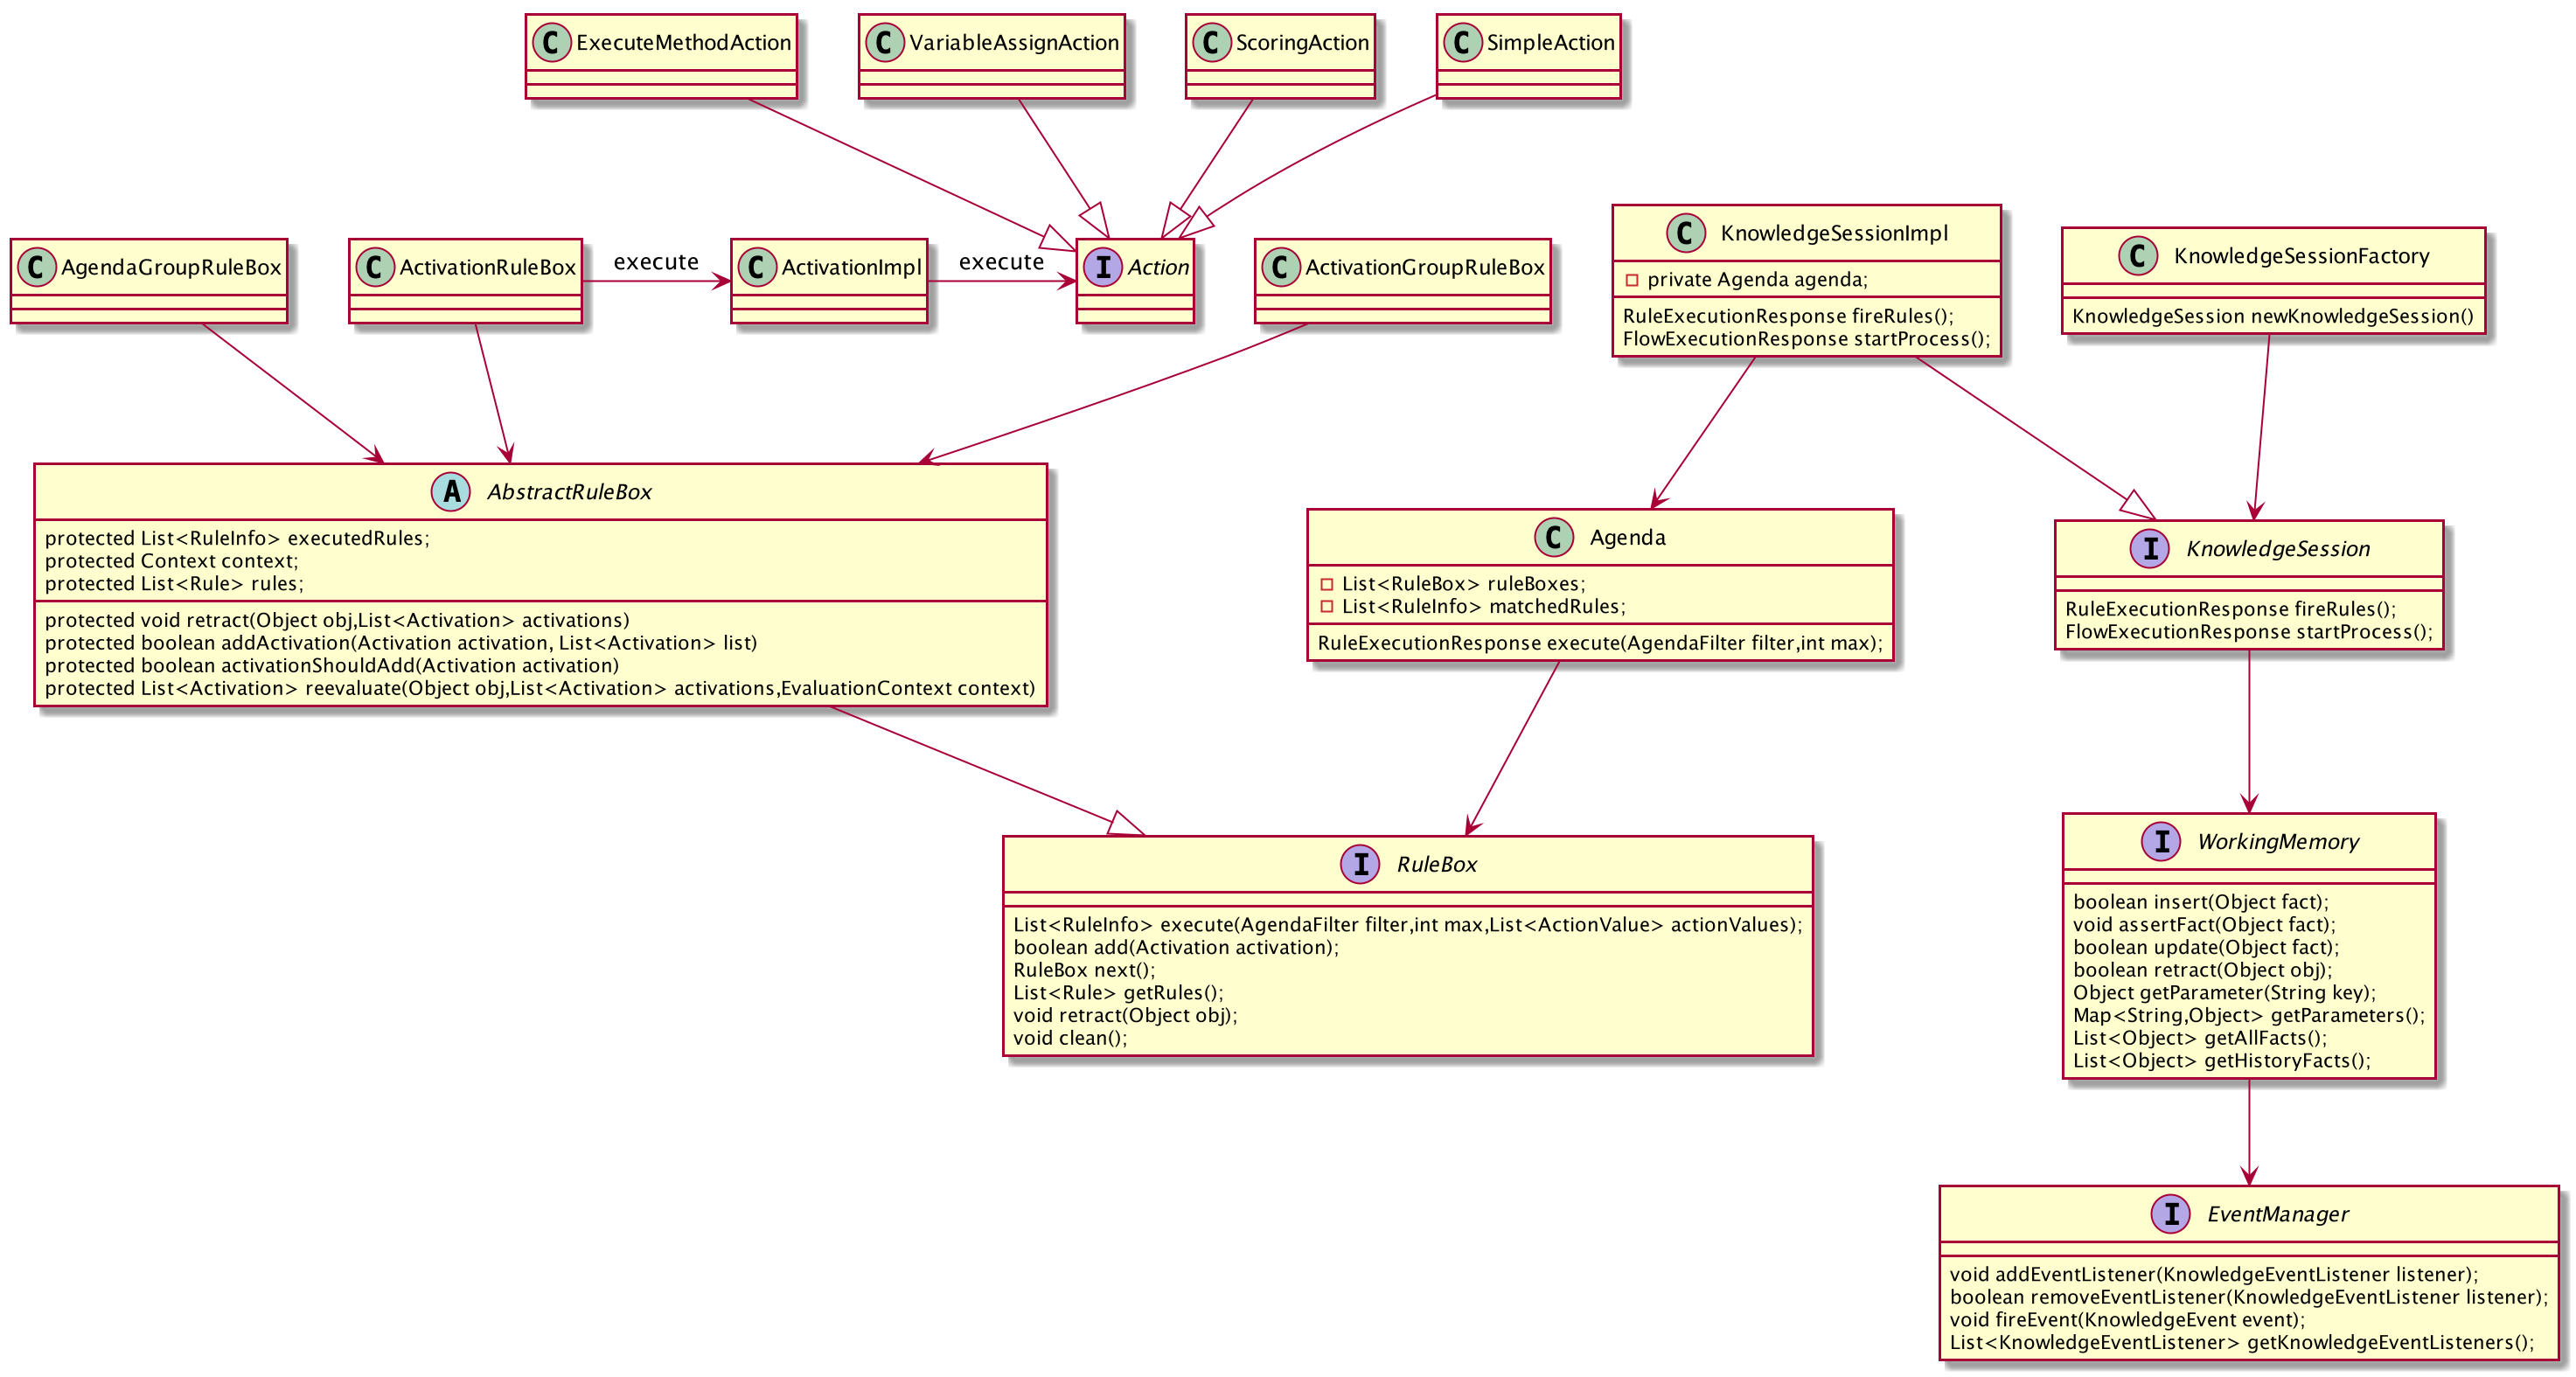 C ExecuteMethodAction
C VariableAssignAction
C ScoringAction
C SimpleAction
C AgendaGroupRuleBox
C ActivationRuleBox
execute
C ActivationImpl
execute
I Action
C ActivationGroupRuleBox
C KnowledgeSessionImpl
private Agenda agenda;
RuleExecutionResponse fireRules();
FlowExecutionResponse startProcess();
C KnowledgeSessionFactory
KnowledgeSession newKnowledgeSession()
A AbstractRuleBox
protected List<RuleInfo> executedRules;
protected Context context;
protected List<Rule> rules;
protected void retract(Object obj,List<Activation> activations)
protected boolean addActivation(Activation activation, List<Activation> list)
protected boolean activationShouldAdd(Activation activation)
protected List<Activation> reevaluate(Object obj,List<Activation> activations,EvaluationContext context)
C Agenda
List<RuleBox> ruleBoxes;
List<RuleInfo> matchedRules;
RuleExecutionResponse execute(AgendaFilter filter,int max);
I KnowledgeSession
RuleExecutionResponse fireRules();
FlowExecutionResponse startProcess();
I RuleBox
List<RuleInfo> execute(AgendaFilter filter,int max,List<ActionValue> actionValues);
boolean add(Activation activation);
RuleBox next();
List<Rule> getRules();
void retract(Object obj);
void clean();
I WorkingMemory
boolean insert(Object fact);
void assertFact(Object fact);
boolean update(Object fact);
boolean retract(Object obj);
Object getParameter(String key);
Map<String,Object> getParameters();
List<Object> getAllFacts();
List<Object> getHistoryFacts();
I EventManager
void addEventListener(KnowledgeEventListener listener);
boolean removeEventListener(KnowledgeEventListener listener);
void fireEvent(KnowledgeEvent event);
List<KnowledgeEventListener> getKnowledgeEventListeners();